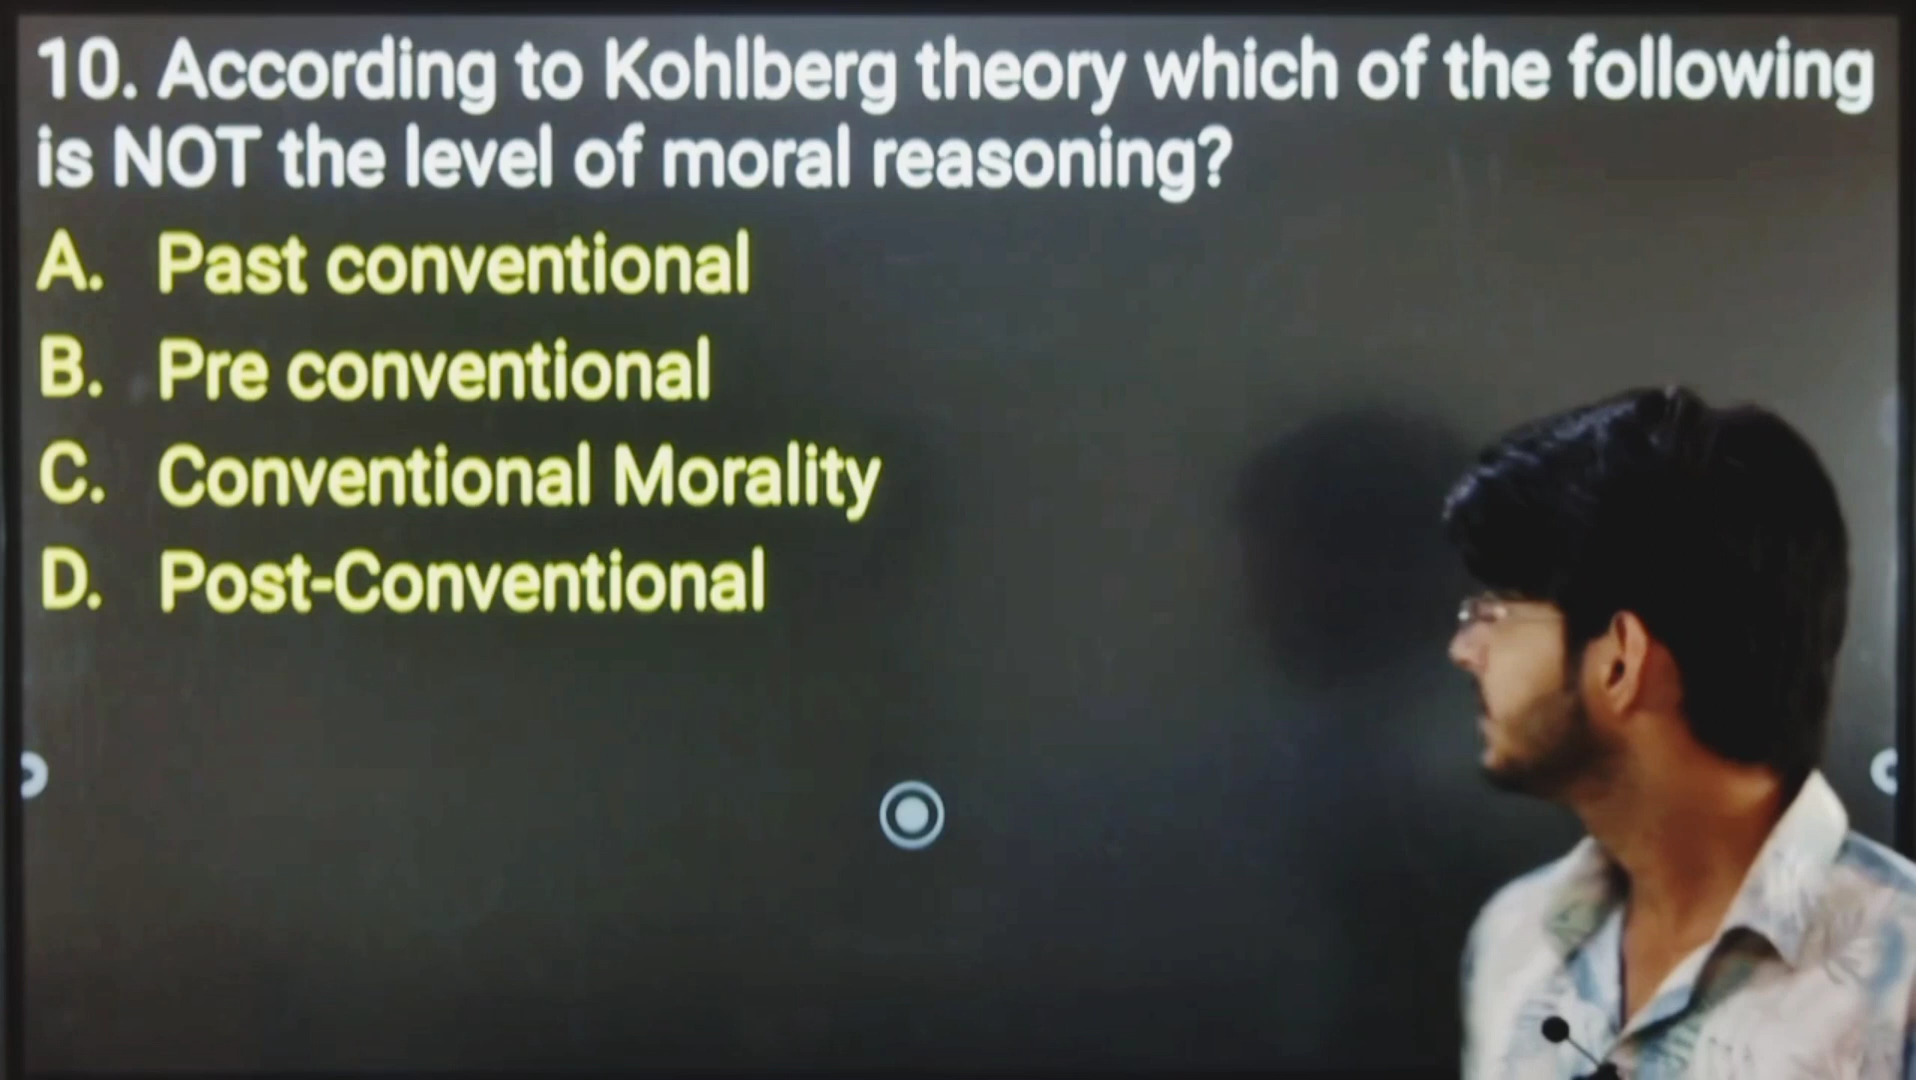 10. According to Kohlberg theory which of the following
is NOT the level of moral reasoning?
A. Past conventional
B. Pre conventional
C. Conventional Morality
D. Post-Conventional